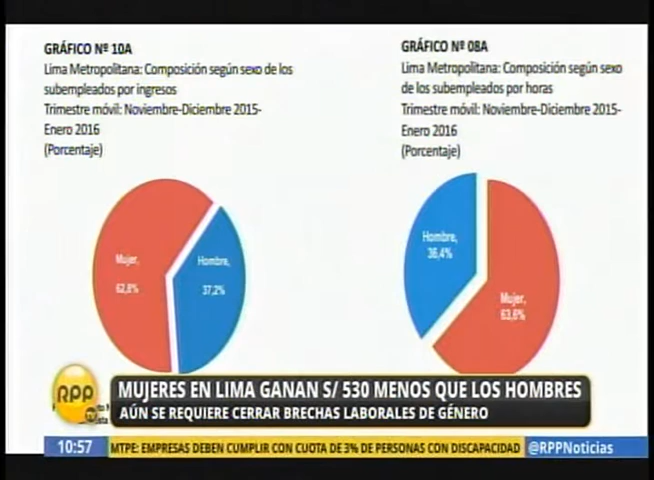 GRÁFICO Nº 10A
Lima Metropolitana: Composición según sexo de los
subempleados por ingresos
Trimestre móvil: Noviembre-Diciembre 2015-
Enero 2016
(Porcentaje)
GRÁFICO Nº 08A
Lima Metropolitana: Composición según sexo
de los subempleados por horas
Trimestre móvil: Noviembre-Diciembre 2015-
Enero 2016
(Porcentaje)
Mujer,
62,8%
Hombre,
37,2%
Hombre,
36,4%
Mujer,
63,6%
RPP
TV
MUJERES EN LIMA GANAN S/ 530 MENOS QUE LOS HOMBRES
AÚN SE REQUIERE CERRAR BRECHAS LABORALES DE GÉNERO
10:57
MTPE: EMPRESAS DEBEN CUMPLIR CON CUOTA DE 3% DE PERSONAS CON DISCAPACIDAD
@RPPNoticias